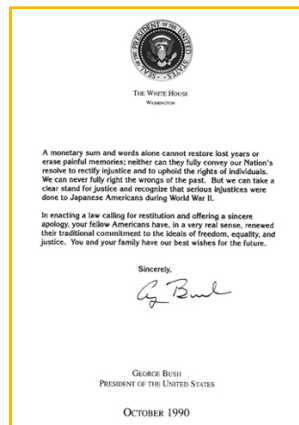 SEAL OF THE PRESIDENT OF THE UNITED STATES
THE WHITE HOUSE
WASHINGTON
A monetary sum and words alone cannot restore lost years or
erase painful memories; neither can they fully convey our Nation's
resolve to rectify injustice and to uphold the rights of individuals.
We can never fully right the wrongs of the past. But we can take a
clear stand for justice and recognize that serious injustices were
done to Japanese Americans during World War II.
In enacting a law calling for restitution and offering a sincere
apology, your fellow Americans have, in a very real sense, renewed
their traditional commitment to the ideals of freedom, equality, and
justice. You and your family have our best wishes for the future.
Sincerely,
G Bush
GEORGE BUSH
PRESIDENT OF THE UNITED STATES
OCTOBER 1990